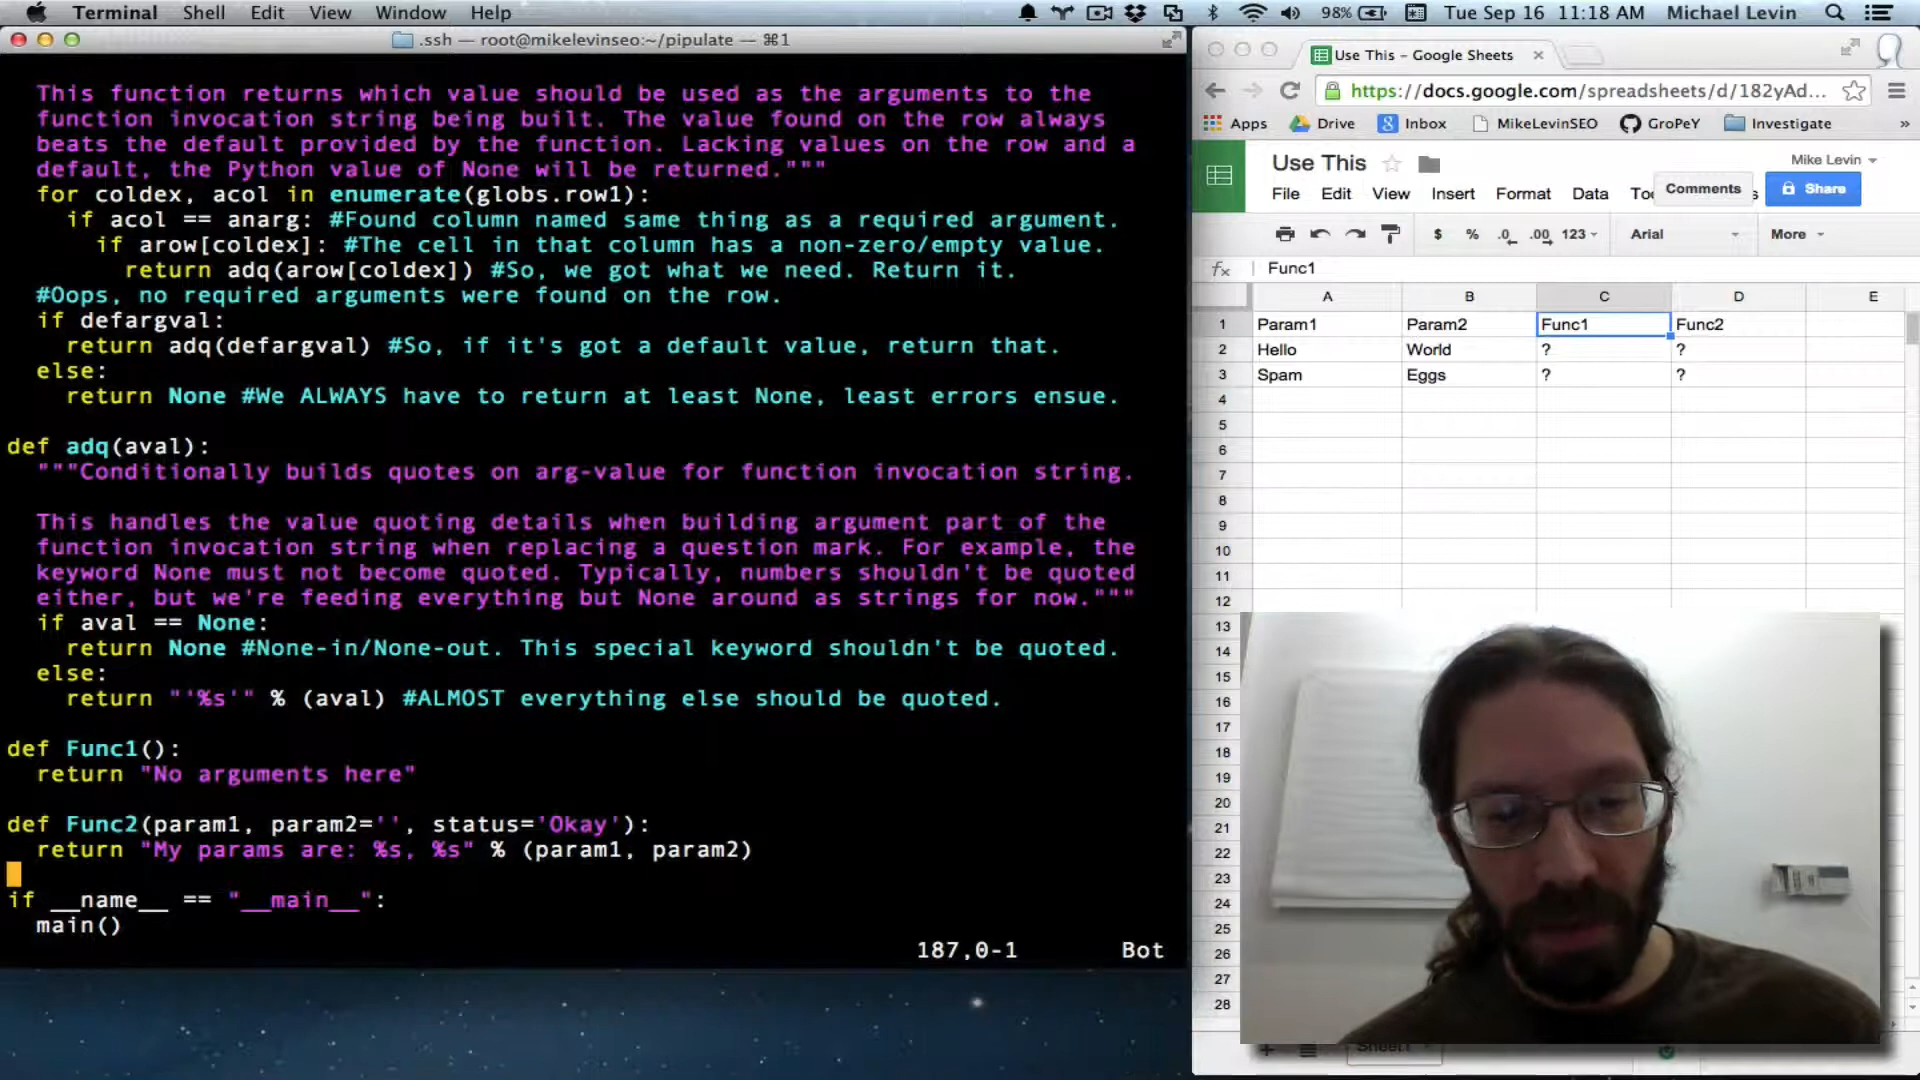 Terminal Shell Edit View Window Help
98% Tue Sep 16 11:18 AM Michael Levin
.ssh — root@mikelevinseo:~/pipulate — ⌘1
This function returns which value should be used as the arguments to the
function invocation string being built. The value found on the row always
beats the default provided by the function. Lacking values on the row and a
default, the Python value of None will be returned."""
for coldex, acol in enumerate(globs.row1):
if acol == anarg: #Found column named same thing as a required argument.
if arow[coldex]: #The cell in that column has a non-zero/empty value.
return adq(arow[coldex]) #So, we got what we need. Return it.
#Oops, no required arguments were found on the row.
if defargval:
return adq(defargval) #So, if it's got a default value, return that.
else:
return None #We ALWAYS have to return at least None, least errors ensue.
def adq(aval):
"""Conditionally builds quotes on arg-value for function invocation string.
This handles the value quoting details when building argument part of the
function invocation string when replacing a question mark. For example, the
keyword None must not become quoted. Typically, numbers shouldn't be quoted
either, but we're feeding everything but None around as strings for now."""
if aval == None:
return None #None-in/None-out. This special keyword shouldn't be quoted.
else:
return "'%s'" % (aval) #ALMOST everything else should be quoted.
def Func1():
return "No arguments here"
def Func2(param1, param2='', status='Okay'):
return "My params are: %s, %s" % (param1, param2)
if __name__ == "__main__":
main()
187,0-1 Bot
Use This - Google Sheets
https://docs.google.com/spreadsheets/d/182yAd...
Apps Drive Inbox MikeLevinSEO GroPeY Investigate »
Use This
Mike Levin
File Edit View Insert Format Data Comments Share
$ % .0 .00 123 Arial More
fx Func1
A B C D E
1 Param1 Param2 Func1 Func2
2 Hello World ? ?
3 Spam Eggs ? ?
4
5
6
7
8
9
10
11
12
13
14
15
16
17
18
19
20
21
22
23
24
25
26
27
28
Sheet1